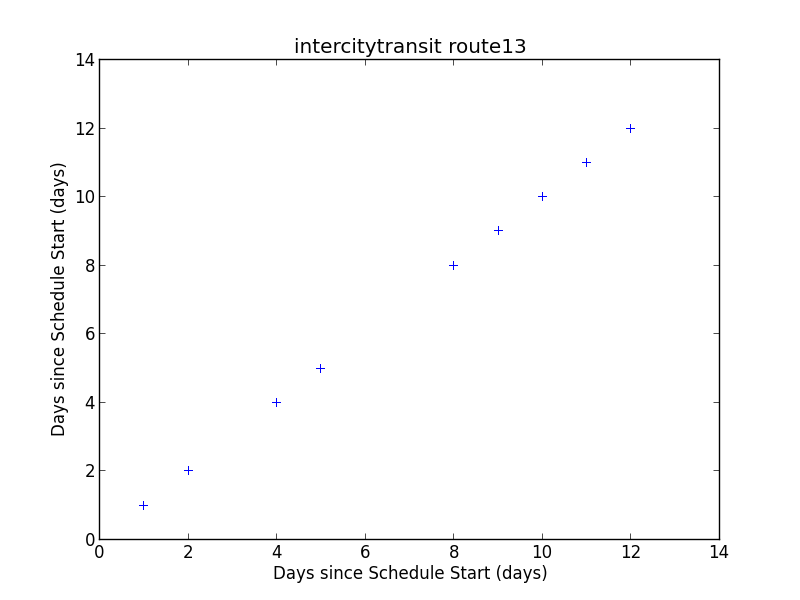 intercitytransit route13
14
12
10
8
6
4
2
0
Days since Schedule Start (days)
0 2 4 6 8 10 12 14
Days since Schedule Start (days)